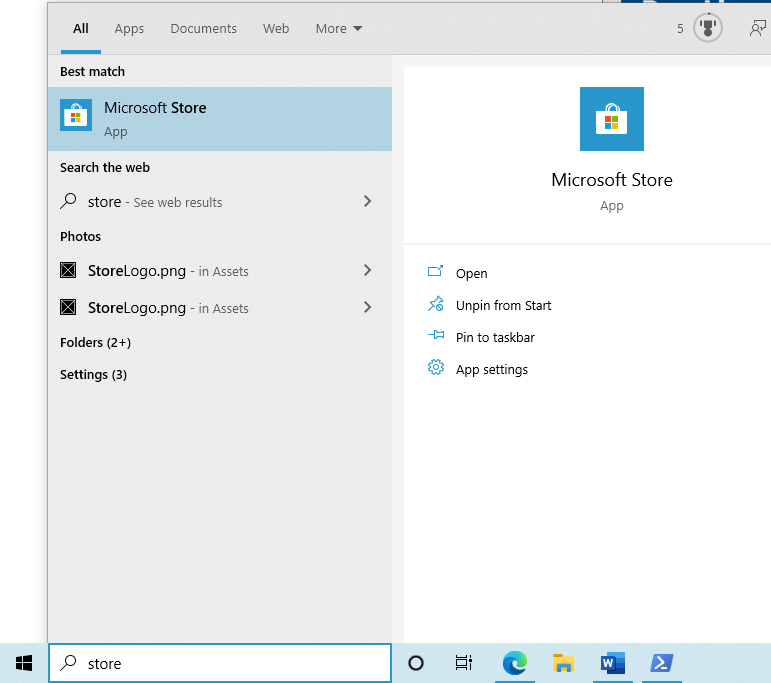 All Apps Documents Web More 5
Best match
Microsoft Store
App
Search the web
store - See web results
Photos
StoreLogo.png - in Assets
StoreLogo.png - in Assets
Folders (2+)
Settings (3)
Microsoft Store
App
Open
Unpin from Start
Pin to taskbar
App settings
store
W